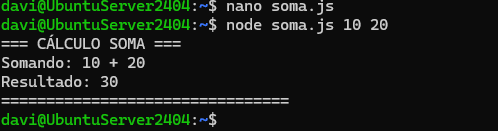 davi@UbuntuServer2404:~$ nano soma.js
davi@UbuntuServer2404:~$ node soma.js 10 20
=== CÁLCULO SOMA ===
Somando: 10 + 20
Resultado: 30
================================
davi@UbuntuServer2404:~$